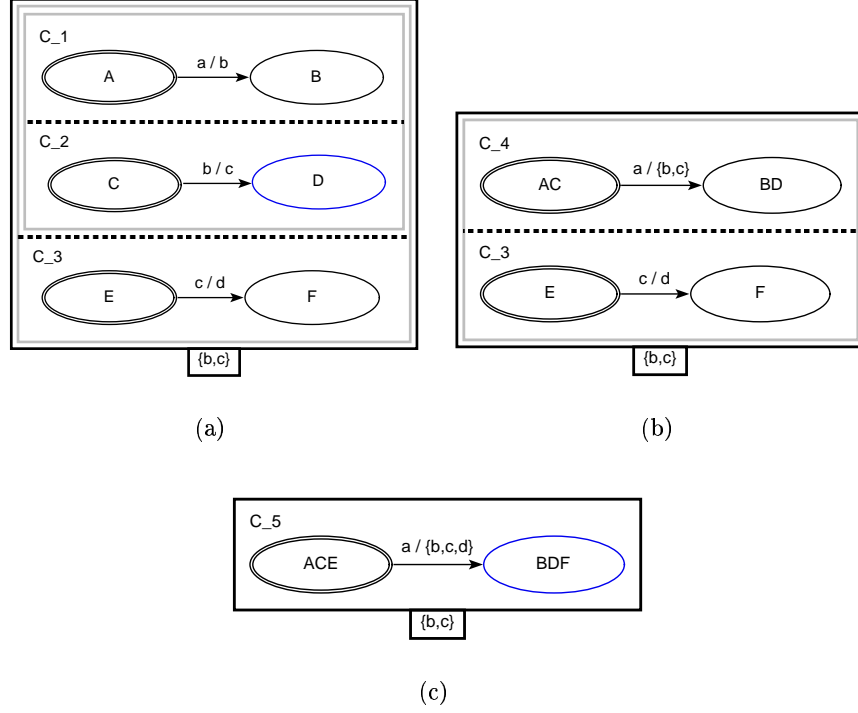 C_1
A
a / b
B
C_2
C
b / c
D
C_3
E
c / d
F
{b,c}
(a)
C_4
AC
a / {b,c}
BD
C_3
E
c / d
F
{b,c}
(b)
C_5
ACE
a / {b,c,d}
BDF
{b,c}
(c)